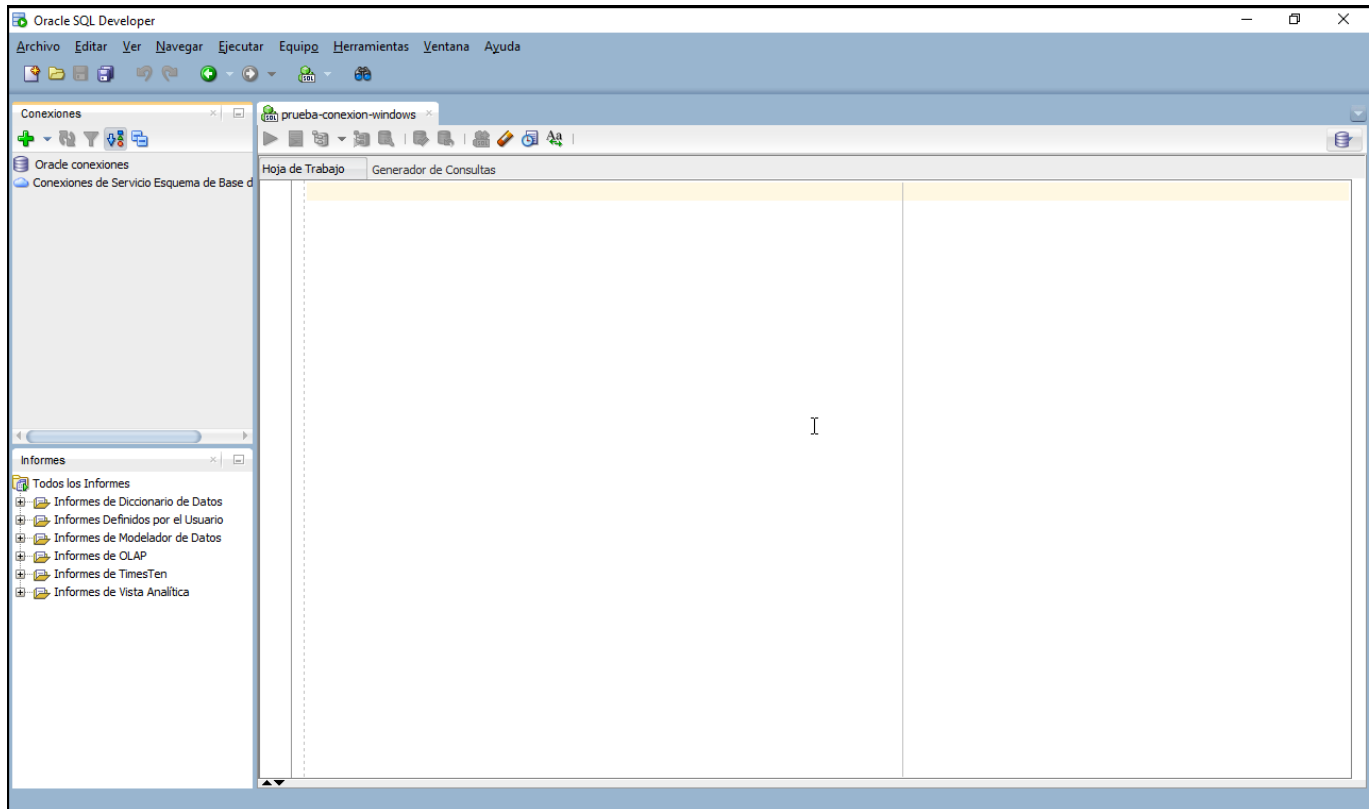 Oracle SQL Developer
Archivo Editar Ver Navegar Ejecutar Equipo Herramientas Ventana Ayuda
SQL
Conexiones
Oracle conexiones
Conexiones de Servicio Esquema de Base d
Informes
Todos los Informes
Informes de Diccionario de Datos
Informes Definidos por el Usuario
Informes de Modelador de Datos
Informes de OLAP
Informes de TimesTen
Informes de Vista Analítica
SQL prueba-conexion-windows
Aa
Hoja de Trabajo Generador de Consultas